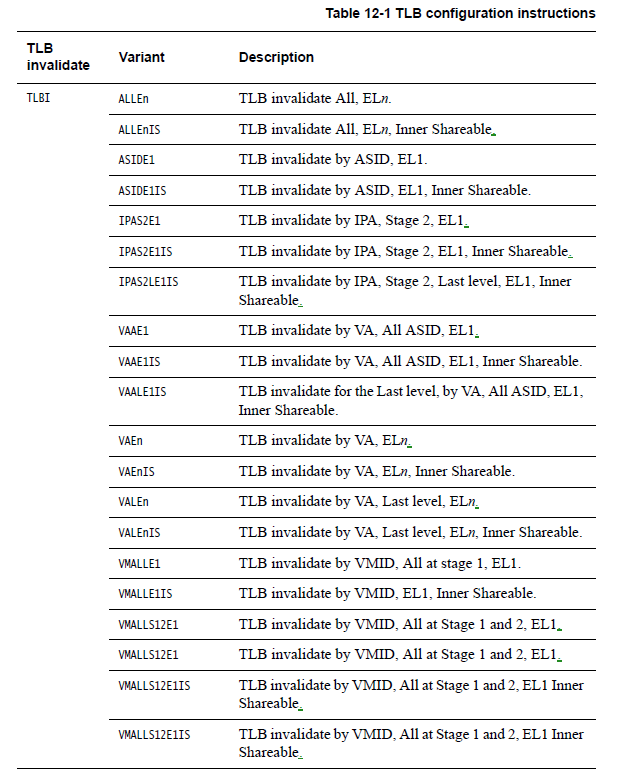 Table 12-1 TLB configuration instructions
TLB
invalidate Variant Description
TLBI ALLEn TLB invalidate All, ELn.
ALLEnIS TLB invalidate All, ELn, Inner Shareable.
ASIDE1 TLB invalidate by ASID, EL1.
ASIDE1IS TLB invalidate by ASID, EL1, Inner Shareable.
IPAS2E1 TLB invalidate by IPA, Stage 2, EL1.
IPAS2E1IS TLB invalidate by IPA, Stage 2, EL1, Inner Shareable.
IPAS2LE1IS TLB invalidate by IPA, Stage 2, Last level, EL1, Inner
Shareable.
VAAE1 TLB invalidate by VA, All ASID, EL1.
VAAE1IS TLB invalidate by VA, All ASID, EL1, Inner Shareable.
VAALE1IS TLB invalidate for the Last level, by VA, All ASID, EL1,
Inner Shareable.
VAEn TLB invalidate by VA, ELn.
VAEnIS TLB invalidate by VA, ELn, Inner Shareable.
VALEn TLB invalidate by VA, Last level, ELn.
VALEnIS TLB invalidate by VA, Last level, ELn, Inner Shareable.
VMALLE1 TLB invalidate by VMID, All at stage 1, EL1.
VMALLE1IS TLB invalidate by VMID, EL1, Inner Shareable.
VMALLS12E1 TLB invalidate by VMID, All at Stage 1 and 2, EL1.
VMALLS12E1 TLB invalidate by VMID, All at Stage 1 and 2, EL1.
VMALLS12E1IS TLB invalidate by VMID, All at Stage 1 and 2, EL1 Inner
Shareable.
VMALLS12E1IS TLB invalidate by VMID, All at Stage 1 and 2, EL1 Inner
Shareable.